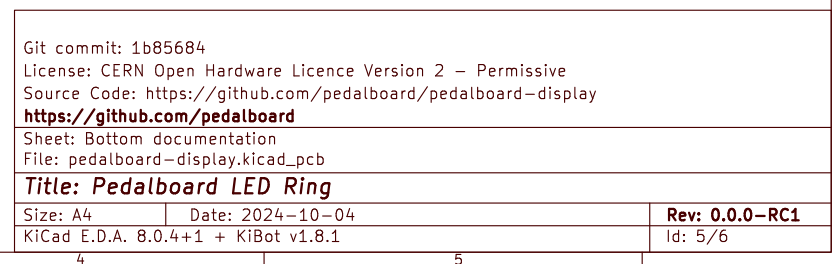 Git commit: 1b85684
License: CERN Open Hardware Licence Version 2 – Permissive
Source Code: https://github.com/pedalboard/pedalboard-display
https://github.com/pedalboard
Sheet: Bottom documentation
File: pedalboard-display.kicad_pcb
Title: Pedalboard LED Ring
Size: A4 Date: 2024-10-04 Rev: 0.0.0-RC1
KiCad E.D.A. 8.0.4+1 + KiBot v1.8.1 Id: 5/6
4 5